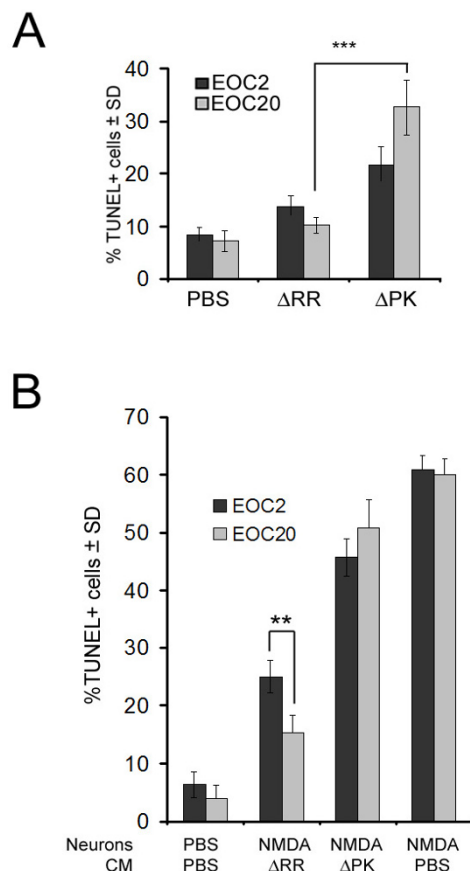 A
***
40
EOC2
EOC20
30
20
10
0
% TUNEL+ cells ± SD
PBS ΔRR ΔPK
B
70
60
EOC2
EOC20
50
40
30
**
20
10
0
%TUNEL+ cells ± SD
Neurons PBS NMDA NMDA NMDA
CM PBS ΔRR ΔPK PBS